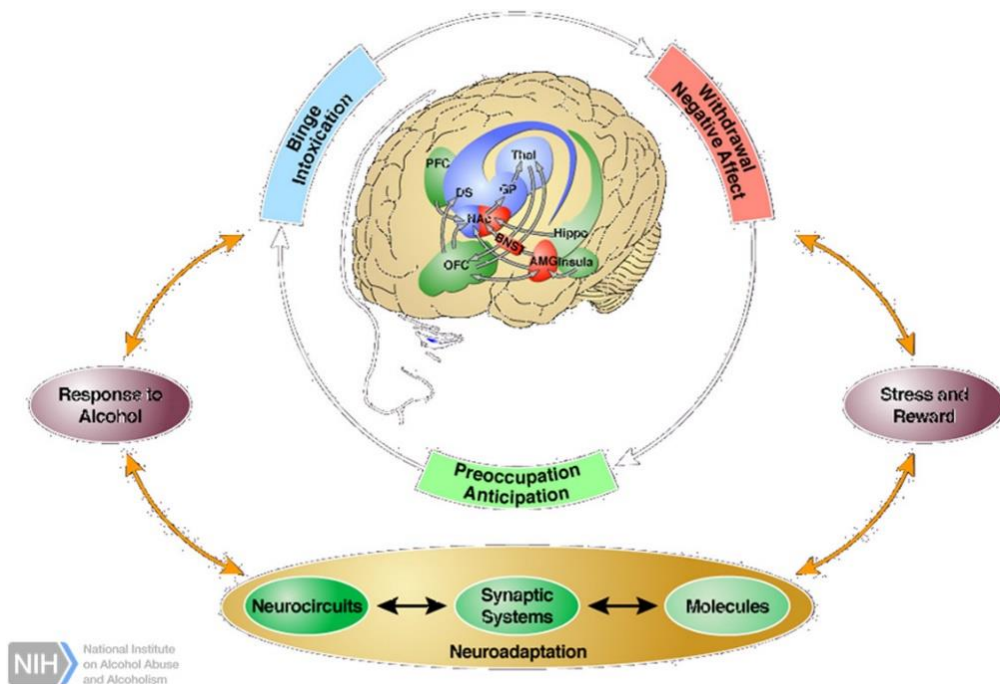 Binge
Intoxication
Withdrawal
Negative Affect
PFC
Thal
DS
GP
NAc
BNST
Hippo
OFC
AMG
Insula
Response to
Alcohol
Stress and
Reward
Preoccupation
Anticipation
Neurocircuits
Synaptic
Systems
Molecules
Neuroadaptation
NIH
National Institute
on Alcohol Abuse
and Alcoholism